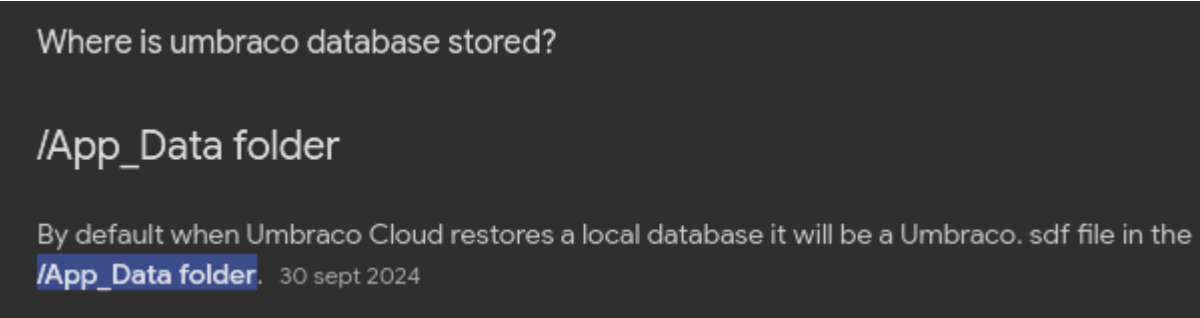 Where is umbraco database stored?
/App_Data folder
By default when Umbraco Cloud restores a local database it will be a Umbraco. sdf file in the
/App_Data folder. 30 sept 2024